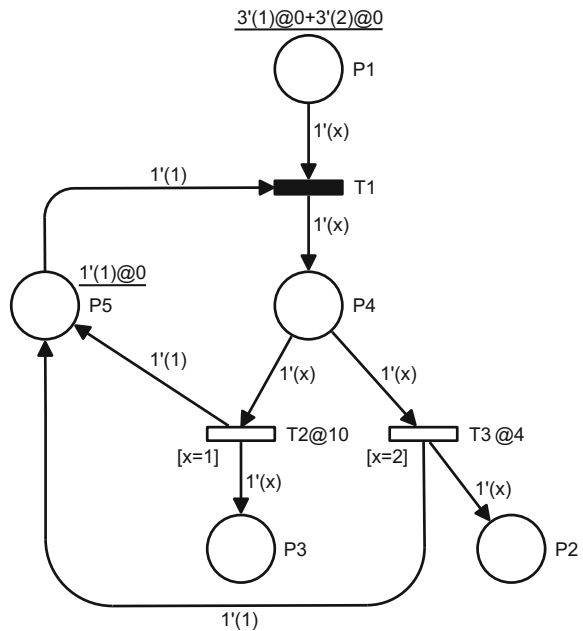 3'(1)@0+3'(2)@0
P1
1'(x)
1'(1)
T1
1'(x)
1'(1)@0
P5
P4
1'(1)
1'(x)
1'(x)
T2@10
T3 @4
[x=1]
[x=2]
1'(x)
1'(x)
P3
P2
1'(1)